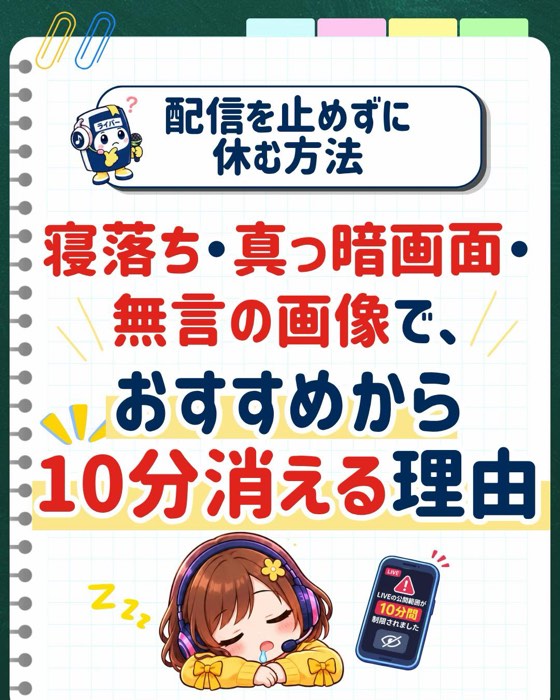 ライバー
?
配信を止めずに
休む方法
寝落ち・真っ暗画面・
無言の画像で、
おすすめから
10分消える理由
Zzzz
LIVE
LIVEの公開範囲が
10分間
制限されました